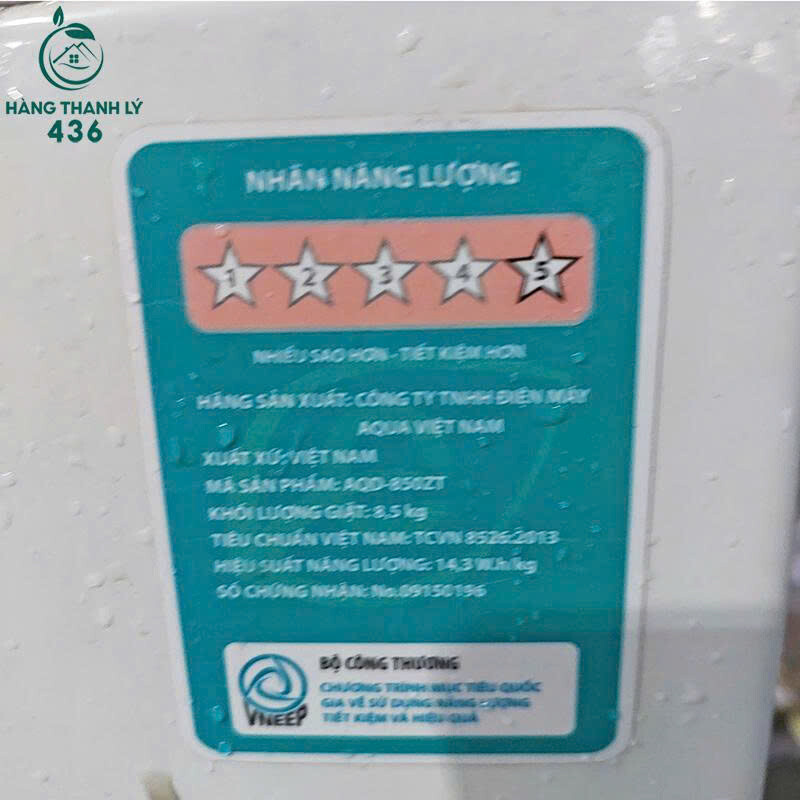 HÀNG THANH LÝ
436
NHÃN NĂNG LƯỢNG
1 2 3 4 5
NHIỀU SAO HƠN - TIẾT KIỆM HƠN
HÃNG SẢN XUẤT: CÔNG TY TNHH ĐIỆN MÁY
AQUA VIỆT NAM
XUẤT XỨ: VIỆT NAM
MÃ SẢN PHẨM: AQD-850ZT
KHỐI LƯỢNG GIẶT: 8,5 kg
TIÊU CHUẨN VIỆT NAM: TCVN 8526:2013
HIỆU SUẤT NĂNG LƯỢNG: 14,3 W.h/kg
SỐ CHỨNG NHẬN: No.09150196
BỘ CÔNG THƯƠNG
CHƯƠNG TRÌNH MỤC TIÊU QUỐC
GIA VỀ SỬ DỤNG NĂNG LƯỢNG
TIẾT KIỆM VÀ HIỆU QUẢ
VNEEP